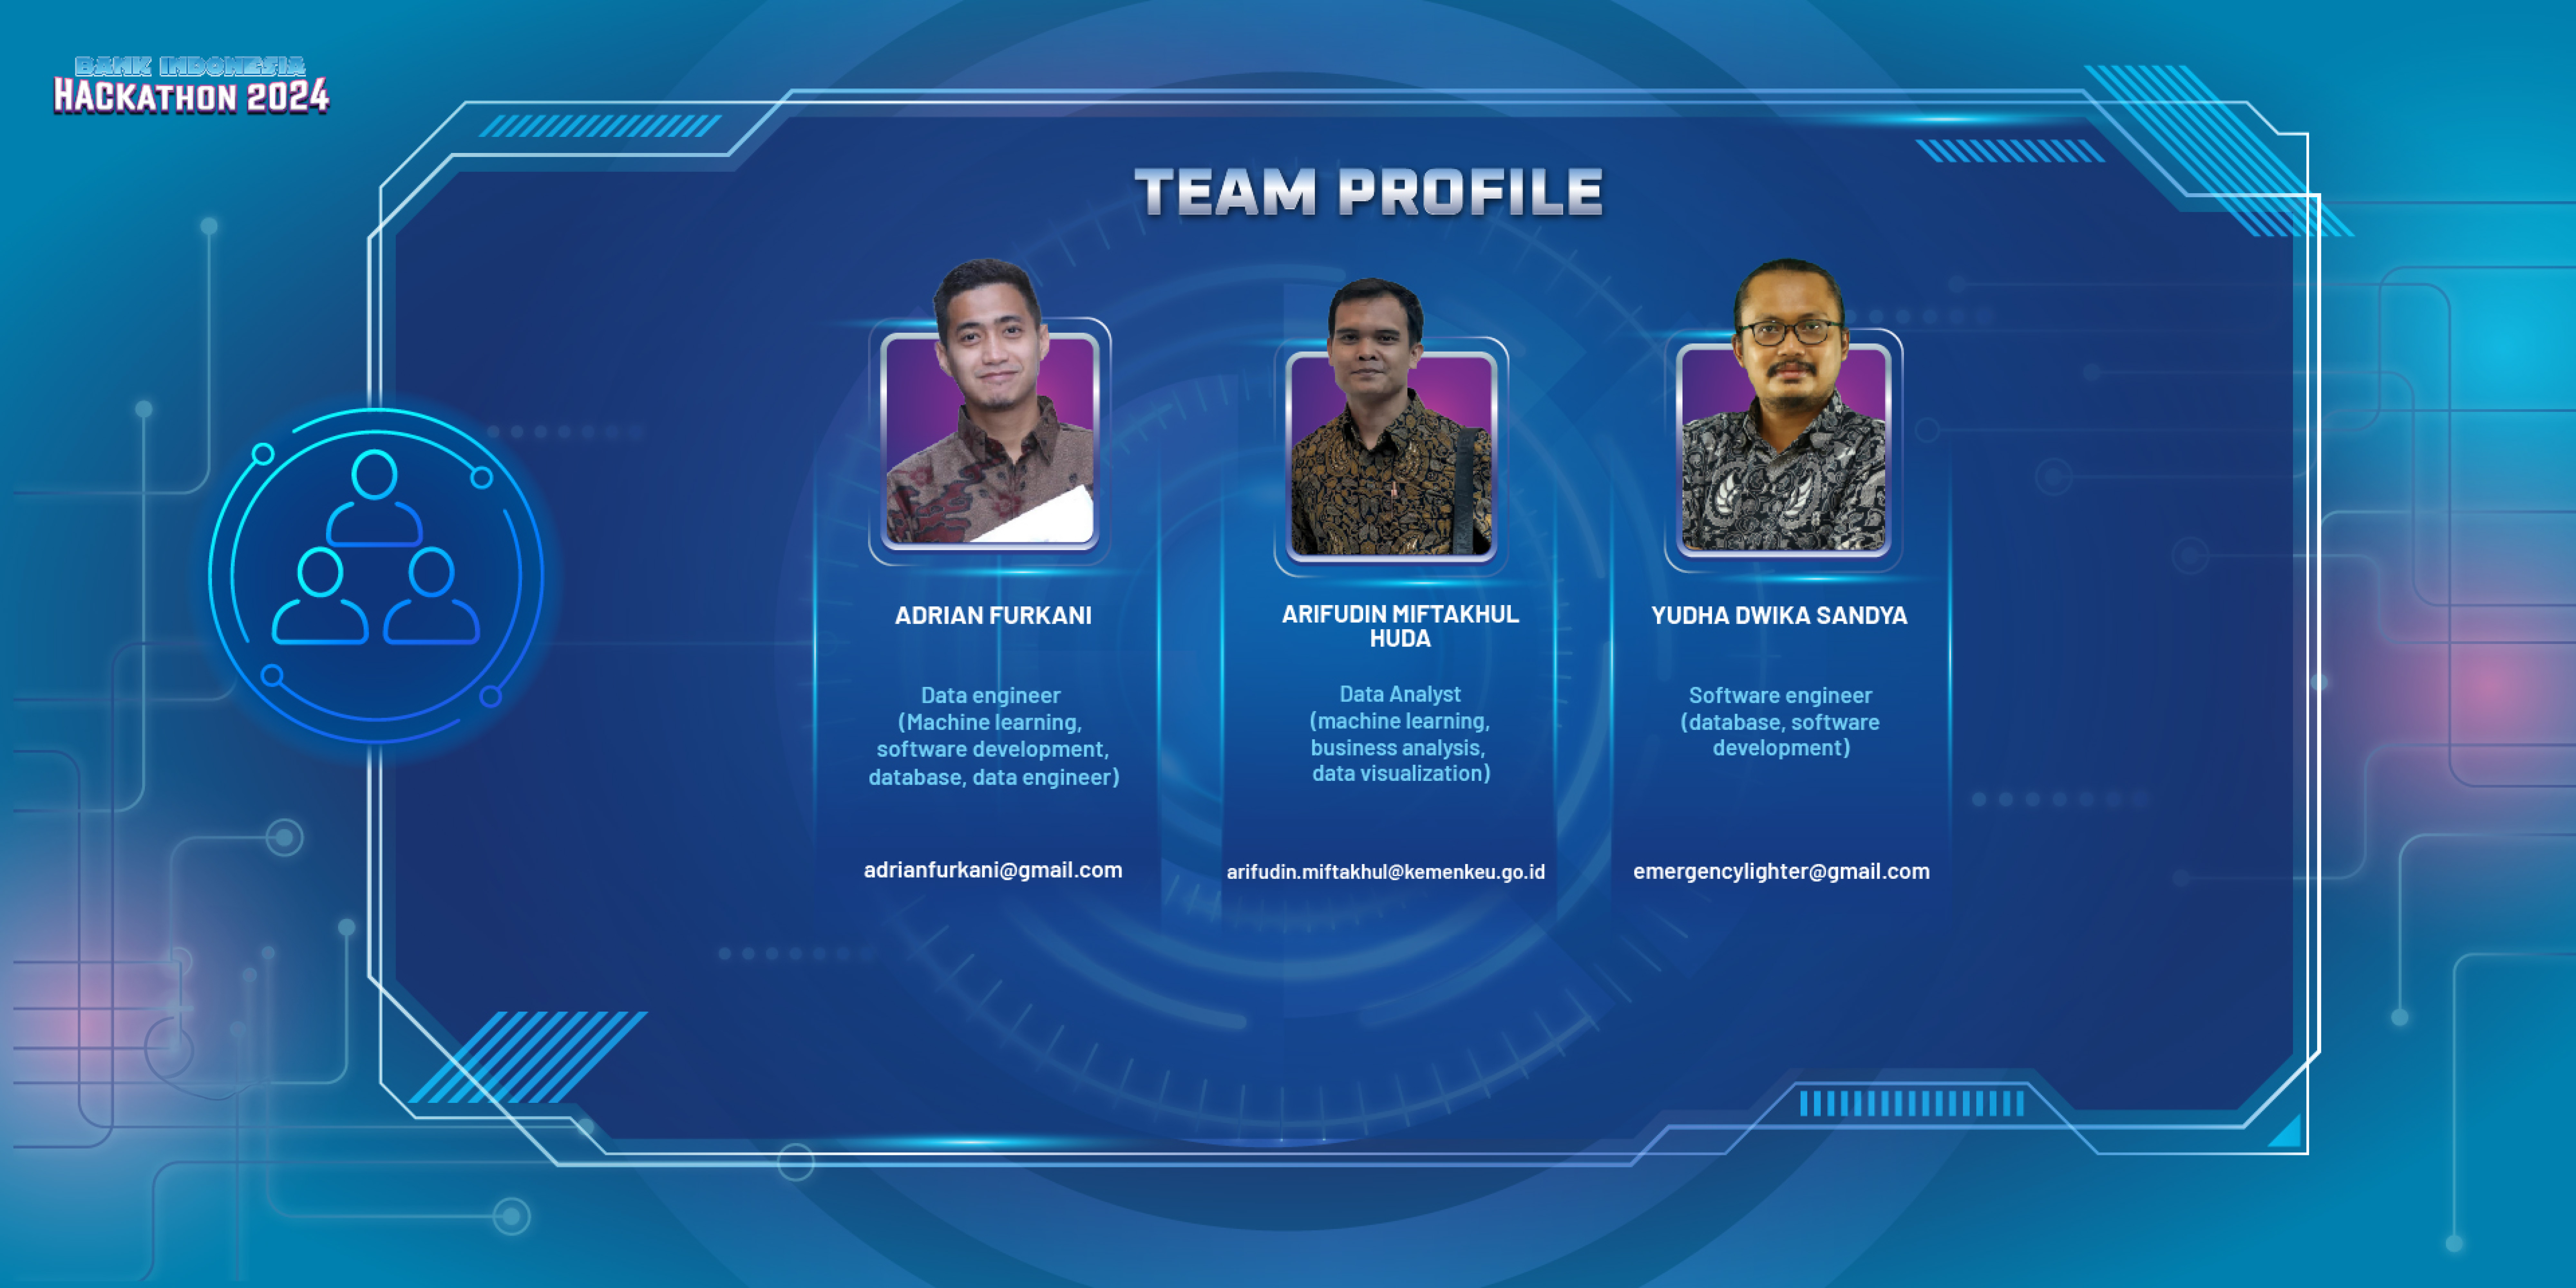 BANK INDONESIA
HACKATHON 2024
TEAM PROFILE
ADRIAN FURKANI
Data engineer
(Machine learning,
software development,
database, data engineer)
adrianfurkani@gmail.com
ARIFUDIN MIFTAKHUL
HUDA
Data Analyst
(machine learning,
business analysis,
data visualization)
arifudin.miftakhul@kemenkeu.go.id
YUDHA DWIKA SANDYA
Software engineer
(database, software
development)
emergencylighter@gmail.com